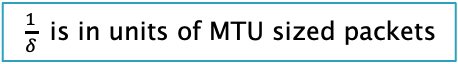 1/δ is in units of MTU sized packets